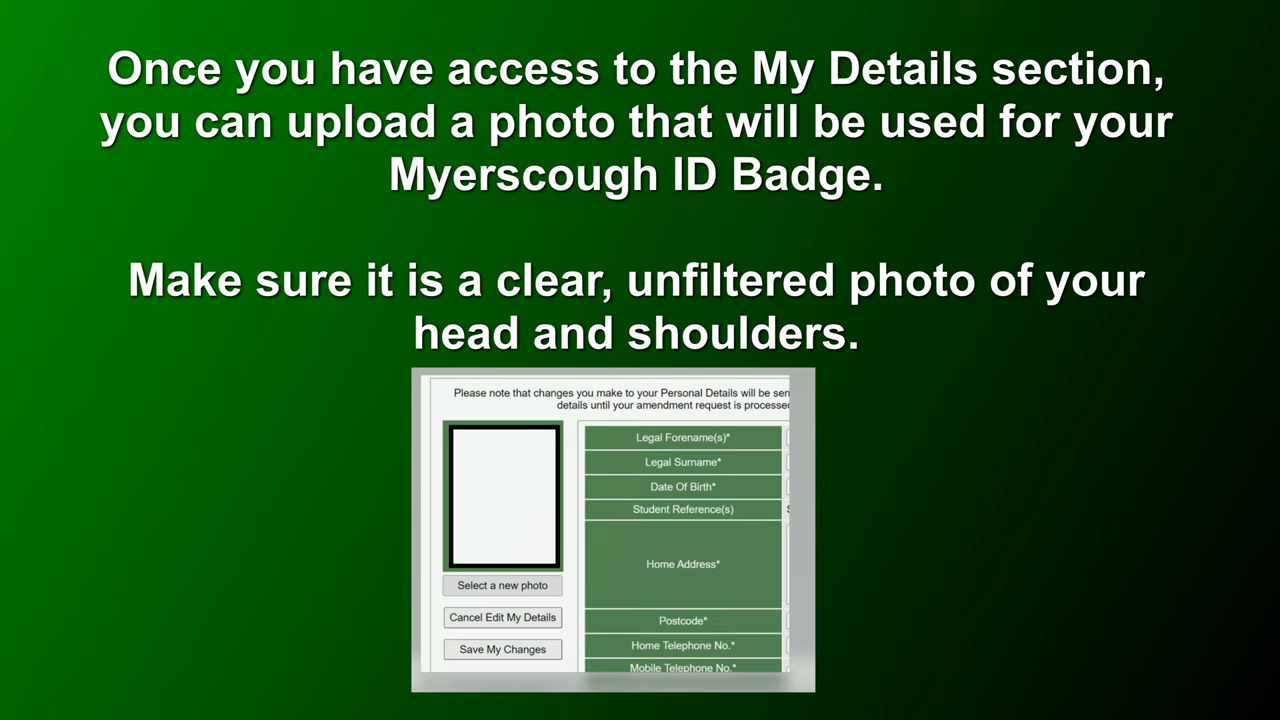 Once you have access to the My Details section,
you can upload a photo that will be used for your
Myerscough ID Badge.
Make sure it is a clear, unfiltered photo of your
head and shoulders.
Please note that changes you make to your Personal Details will be sen
details until your amendment request is processed
Legal Forename(s)*
Legal Surname*
Date Of Birth*
Student Reference(s)
Home Address*
Select a new photo
Cancel Edit My Details
Postcode*
Home Telephone No.*
Save My Changes
Mobile Telephone No.*